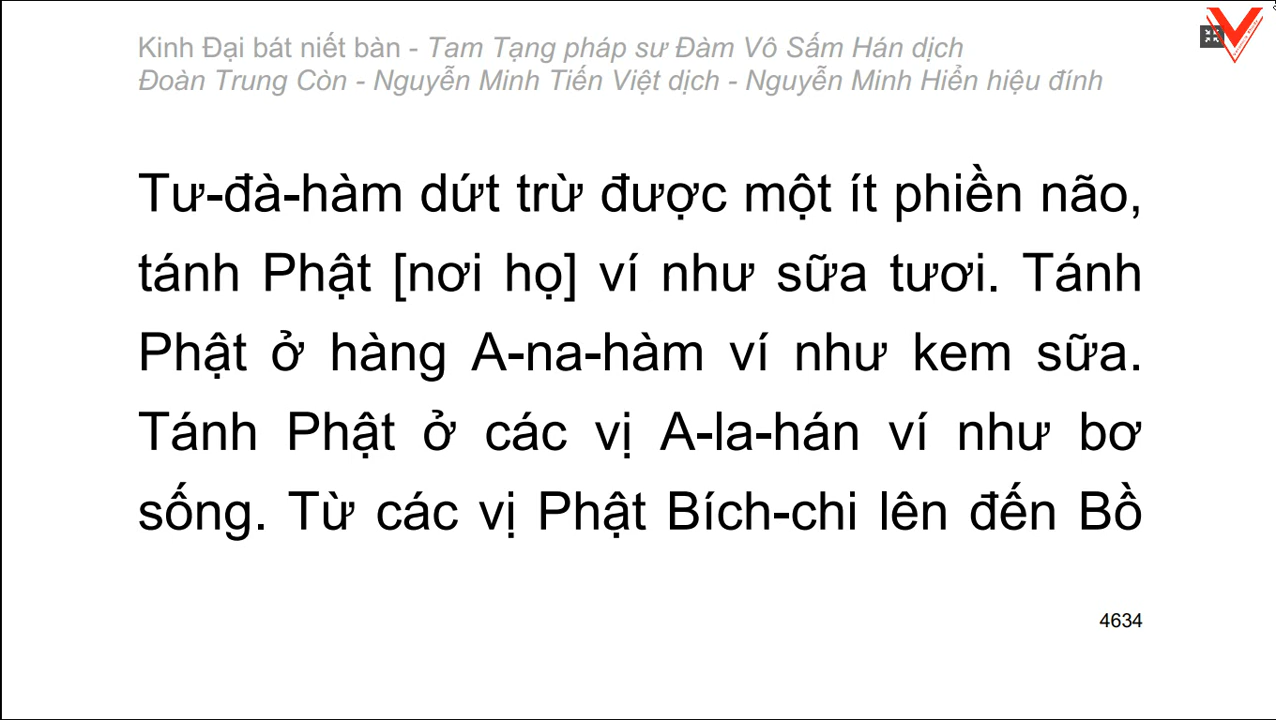 Kinh Đại bát niết bàn - Tam Tạng pháp sư Đàm Vô Sấm Hán dịch
Đoàn Trung Còn - Nguyễn Minh Tiến Việt dịch - Nguyễn Minh Hiển hiệu đính
Tư-đà-hàm dứt trừ được một ít phiền não,
tánh Phật [nơi họ] ví như sữa tươi. Tánh
Phật ở hàng A-na-hàm ví như kem sữa.
Tánh Phật ở các vị A-la-hán ví như bơ
sống. Từ các vị Phật Bích-chi lên đến Bồ
4634